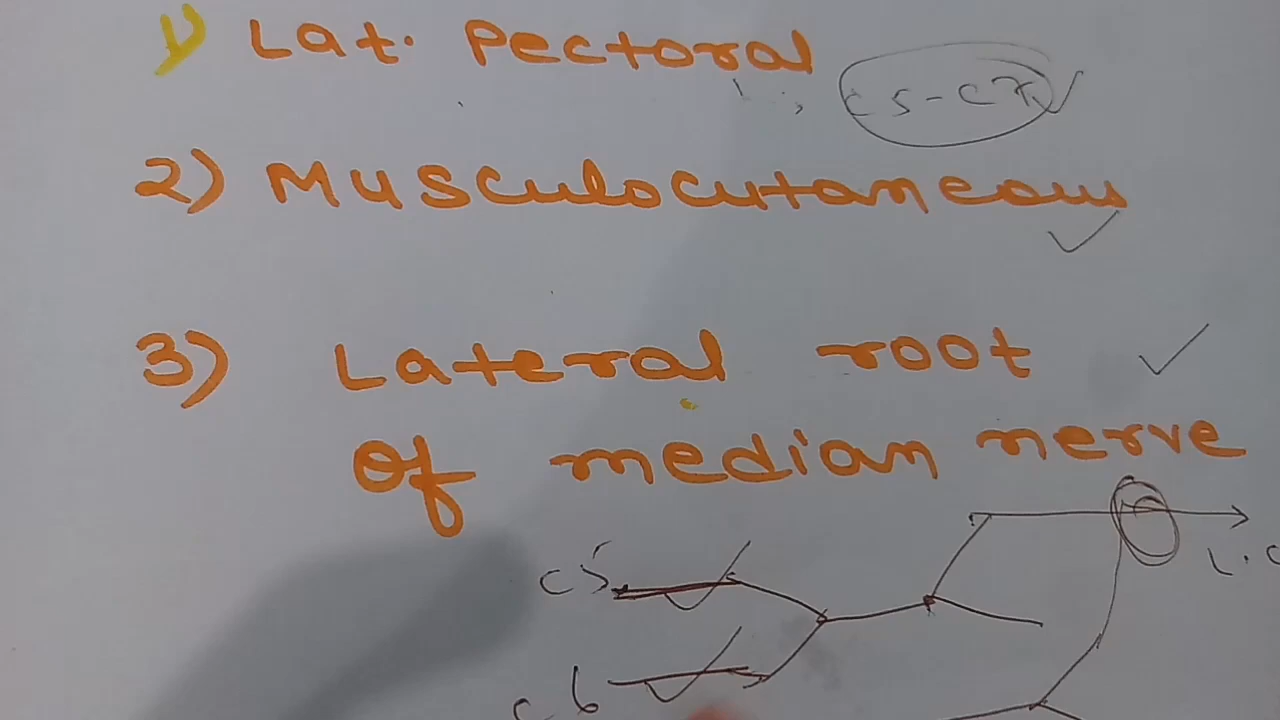 1) Lat. Pectoral
C5-C7
2) Musculocutaneous
3) Lateral root
of median nerve
L.C
C5
C6